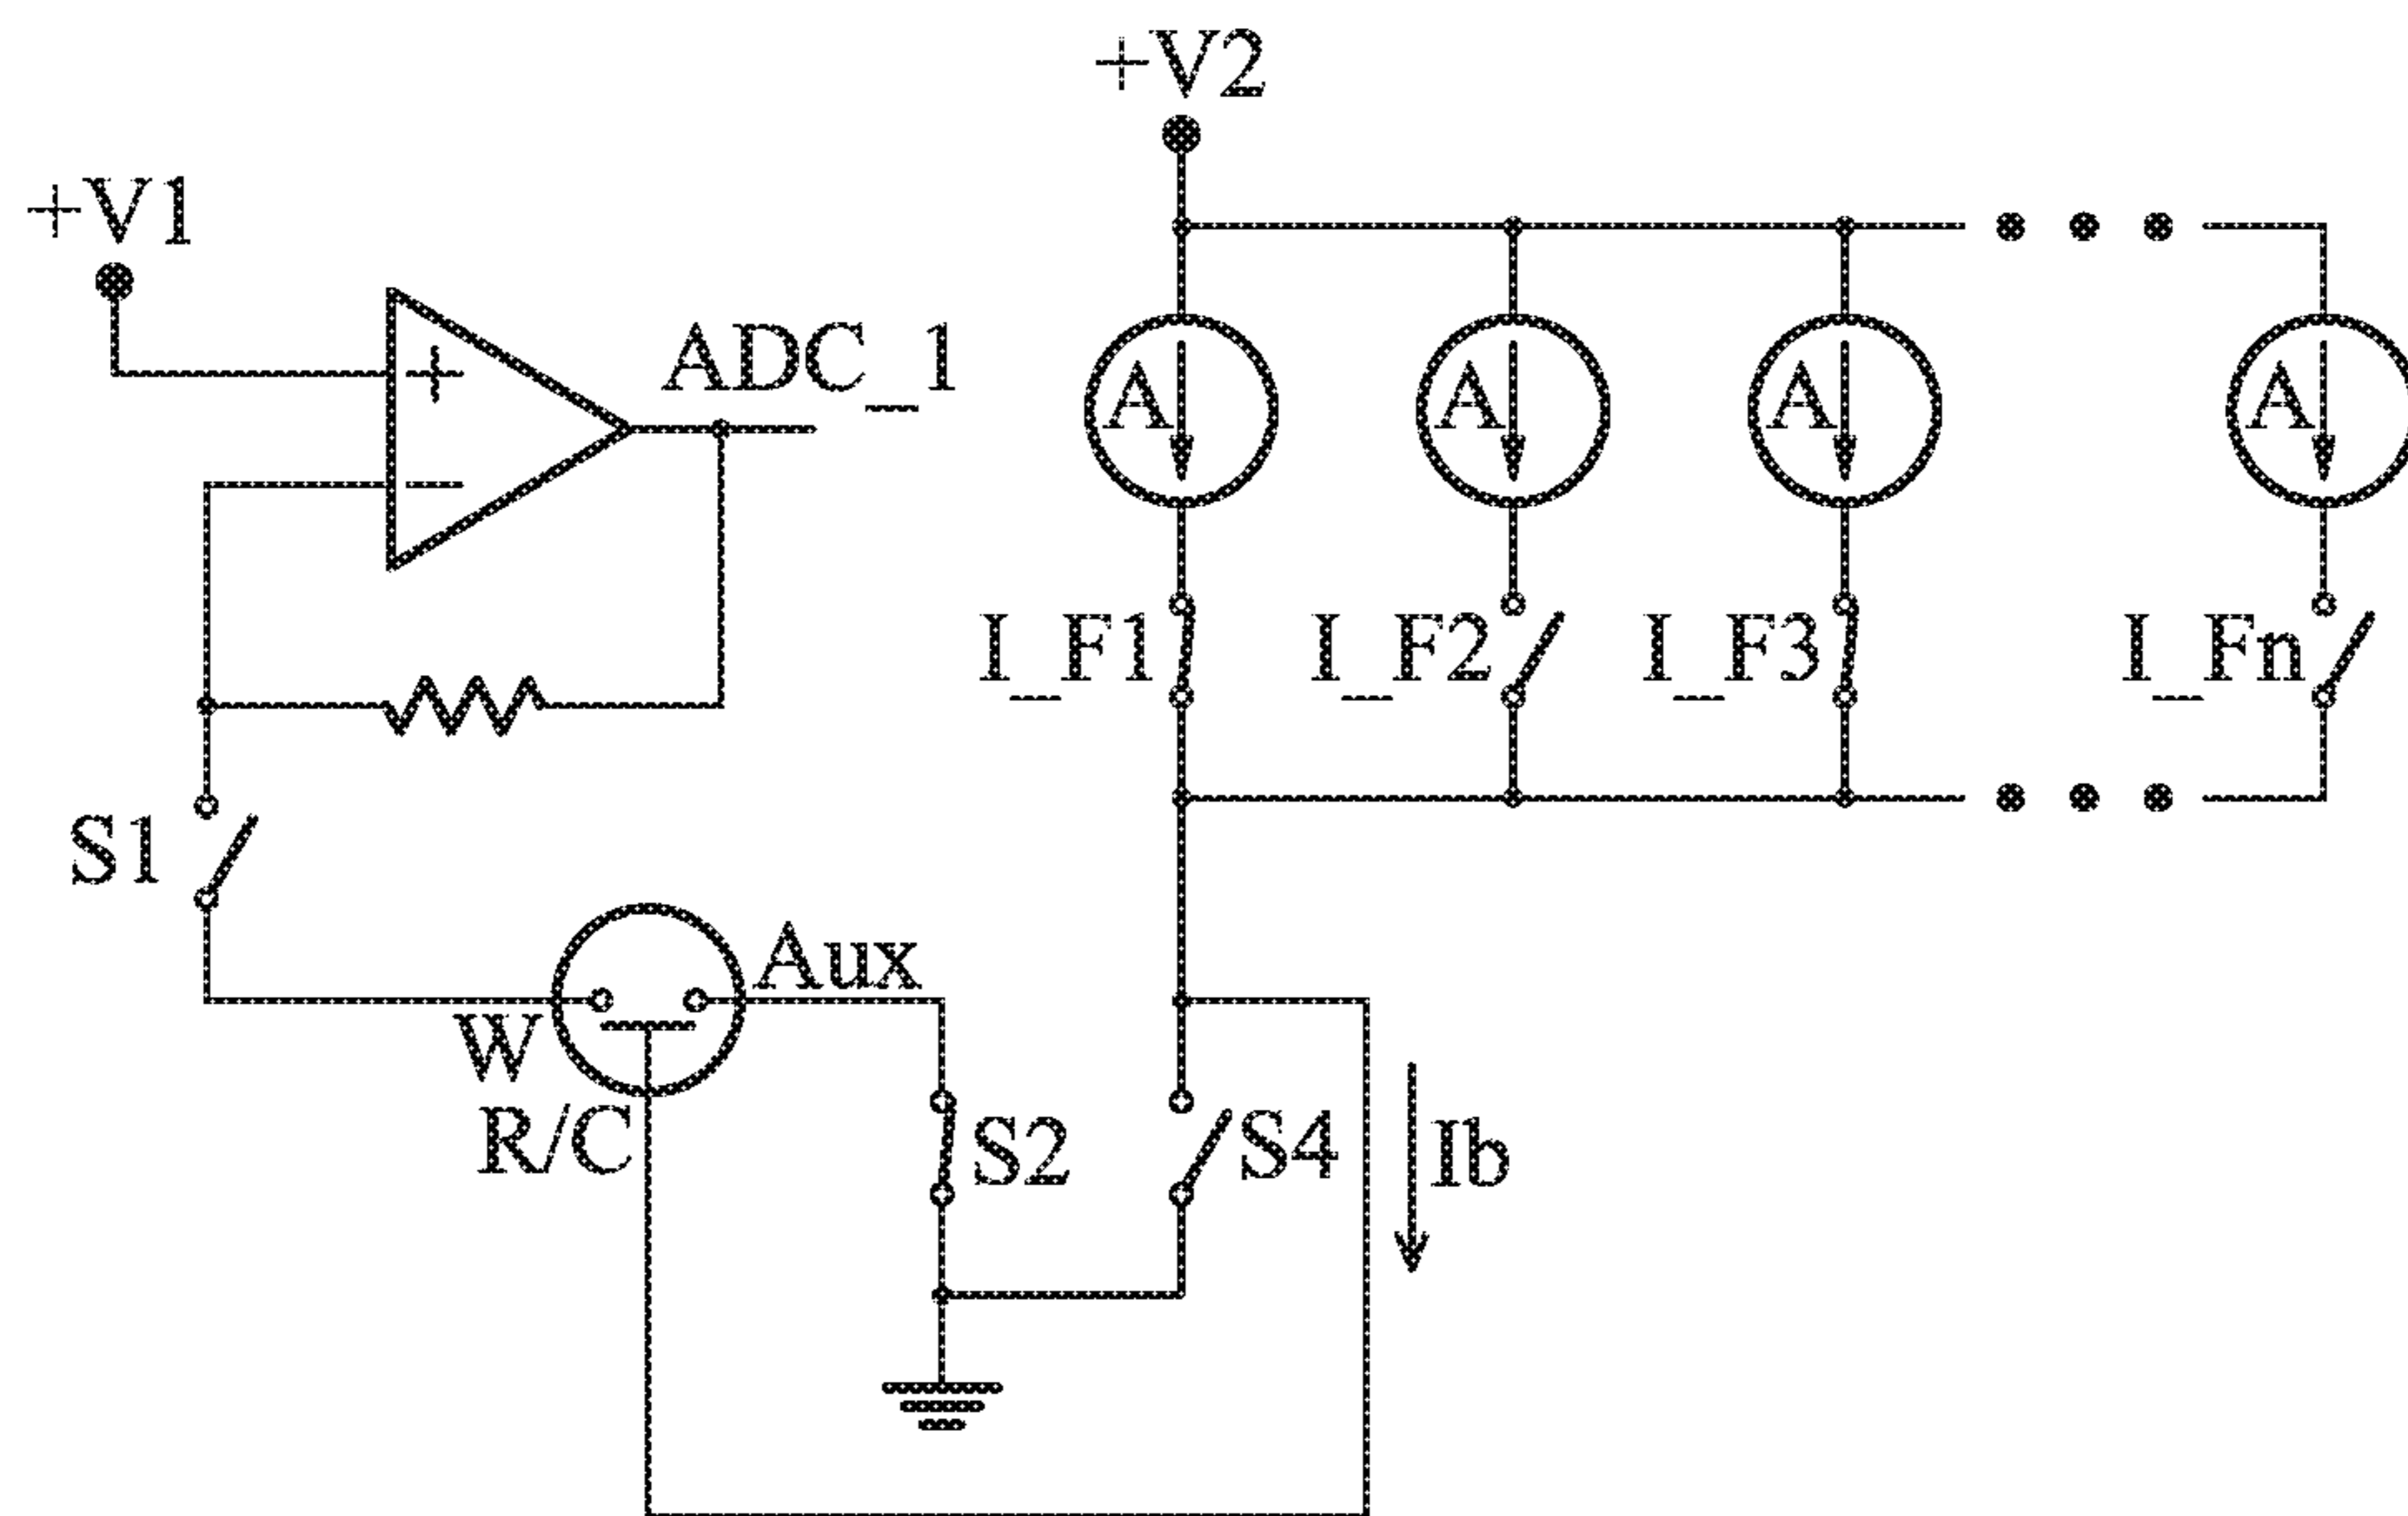 +V2
+V1
ADC_1
+
−
A
A
A
A
I_F1
I_F2
I_F3
I_Fn
S1
Aux
W
R/C
S2
S4
Ib